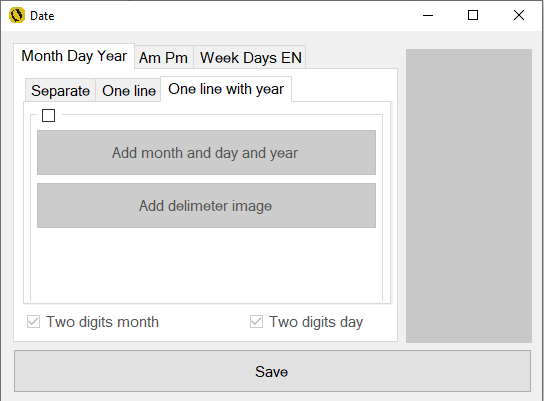 Date
Month Day Year Am Pm Week Days EN
Separate One line One line with year
Add month and day and year
Add delimeter image
Two digits month Two digits day
Save